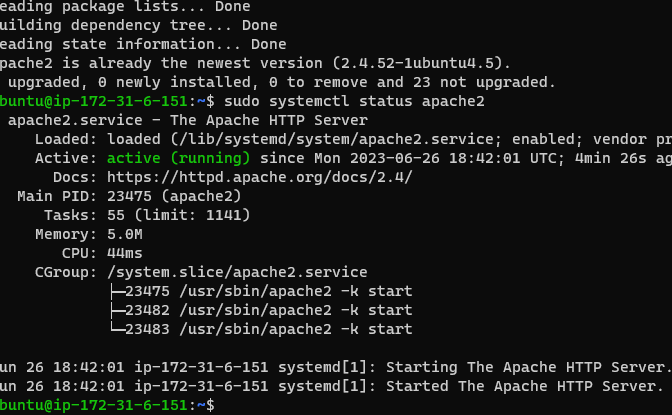 eading package lists... Done
uilding dependency tree... Done
eading state information... Done
pache2 is already the newest version (2.4.52-1ubuntu4.5).
upgraded, 0 newly installed, 0 to remove and 23 not upgraded.
buntu@ip-172-31-6-151:~$ sudo systemctl status apache2
apache2.service - The Apache HTTP Server
Loaded: loaded (/lib/systemd/system/apache2.service; enabled; vendor pr
Active: active (running) since Mon 2023-06-26 18:42:01 UTC; 4min 26s ag
Docs: https://httpd.apache.org/docs/2.4/
Main PID: 23475 (apache2)
Tasks: 55 (limit: 1141)
Memory: 5.0M
CPU: 44ms
CGroup: /system.slice/apache2.service
├─23475 /usr/sbin/apache2 -k start
├─23482 /usr/sbin/apache2 -k start
└─23483 /usr/sbin/apache2 -k start
un 26 18:42:01 ip-172-31-6-151 systemd[1]: Starting The Apache HTTP Server.
un 26 18:42:01 ip-172-31-6-151 systemd[1]: Started The Apache HTTP Server.
buntu@ip-172-31-6-151:~$